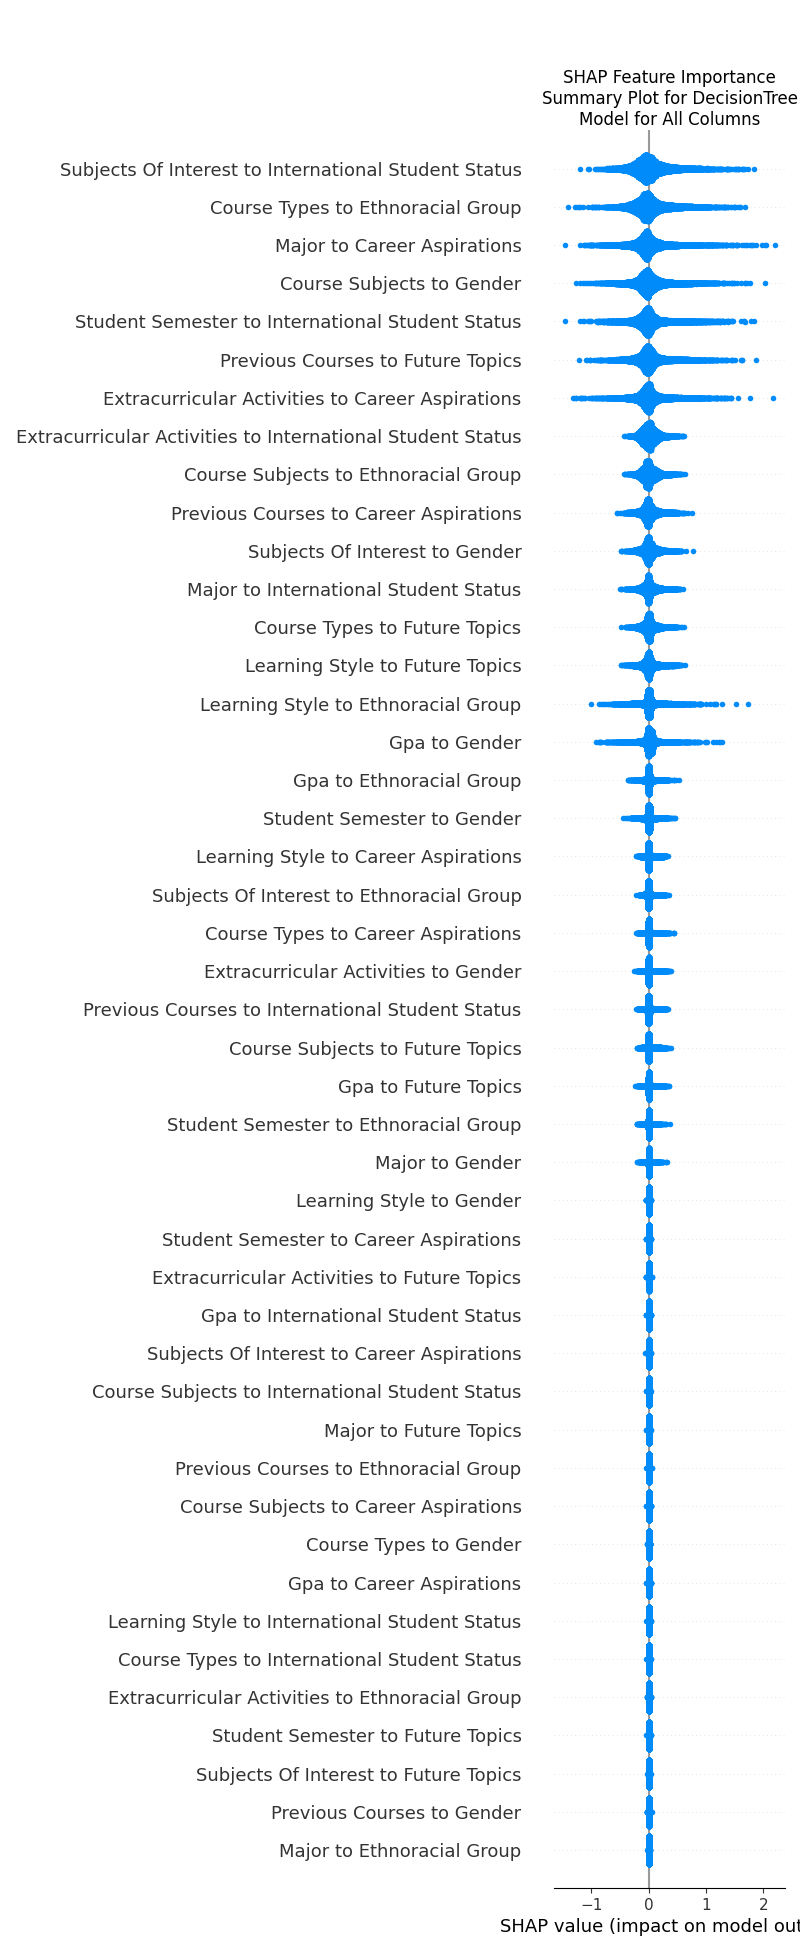 SHAP Feature Importance
Summary Plot for DecisionTree
Model for All Columns
Subjects Of Interest to International Student Status
Course Types to Ethnoracial Group
Major to Career Aspirations
Course Subjects to Gender
Student Semester to International Student Status
Previous Courses to Future Topics
Extracurricular Activities to Career Aspirations
Extracurricular Activities to International Student Status
Course Subjects to Ethnoracial Group
Previous Courses to Career Aspirations
Subjects Of Interest to Gender
Major to International Student Status
Course Types to Future Topics
Learning Style to Future Topics
Learning Style to Ethnoracial Group
Gpa to Gender
Gpa to Ethnoracial Group
Student Semester to Gender
Learning Style to Career Aspirations
Subjects Of Interest to Ethnoracial Group
Course Types to Career Aspirations
Extracurricular Activities to Gender
Previous Courses to International Student Status
Course Subjects to Future Topics
Gpa to Future Topics
Student Semester to Ethnoracial Group
Major to Gender
Learning Style to Gender
Student Semester to Career Aspirations
Extracurricular Activities to Future Topics
Gpa to International Student Status
Subjects Of Interest to Career Aspirations
Course Subjects to International Student Status
Major to Future Topics
Previous Courses to Ethnoracial Group
Course Subjects to Career Aspirations
Course Types to Gender
Gpa to Career Aspirations
Learning Style to International Student Status
Course Types to International Student Status
Extracurricular Activities to Ethnoracial Group
Student Semester to Future Topics
Subjects Of Interest to Future Topics
Previous Courses to Gender
Major to Ethnoracial Group
−1 0 1 2
SHAP value (impact on model out